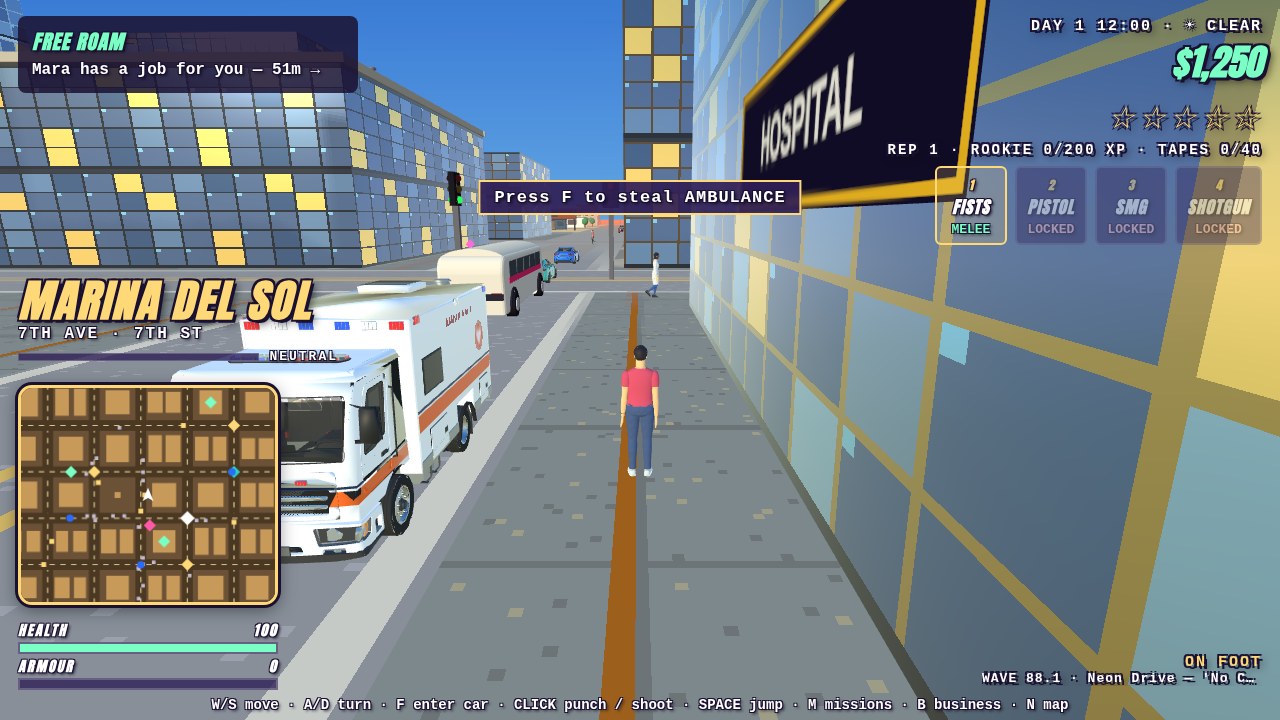 FREE ROAM
Mara has a job for you — 51m →
DAY 1 12:00 · ☀ CLEAR
$1,250
REP 1 · ROOKIE 0/200 XP · TAPES 0/40
1
FISTS
MELEE
2
PISTOL
LOCKED
3
SMG
LOCKED
4
SHOTGUN
LOCKED
HOSPITAL
Press F to steal AMBULANCE
MARINA DEL SOL
7TH AVE · 7TH ST
NEUTRAL
HEALTH 100
ARMOUR 0
ON FOOT
WAVE 88.1 · Neon Drive — 'No C…
W/S move · A/D turn · F enter car · CLICK punch / shoot · SPACE jump · M missions · B business · N map